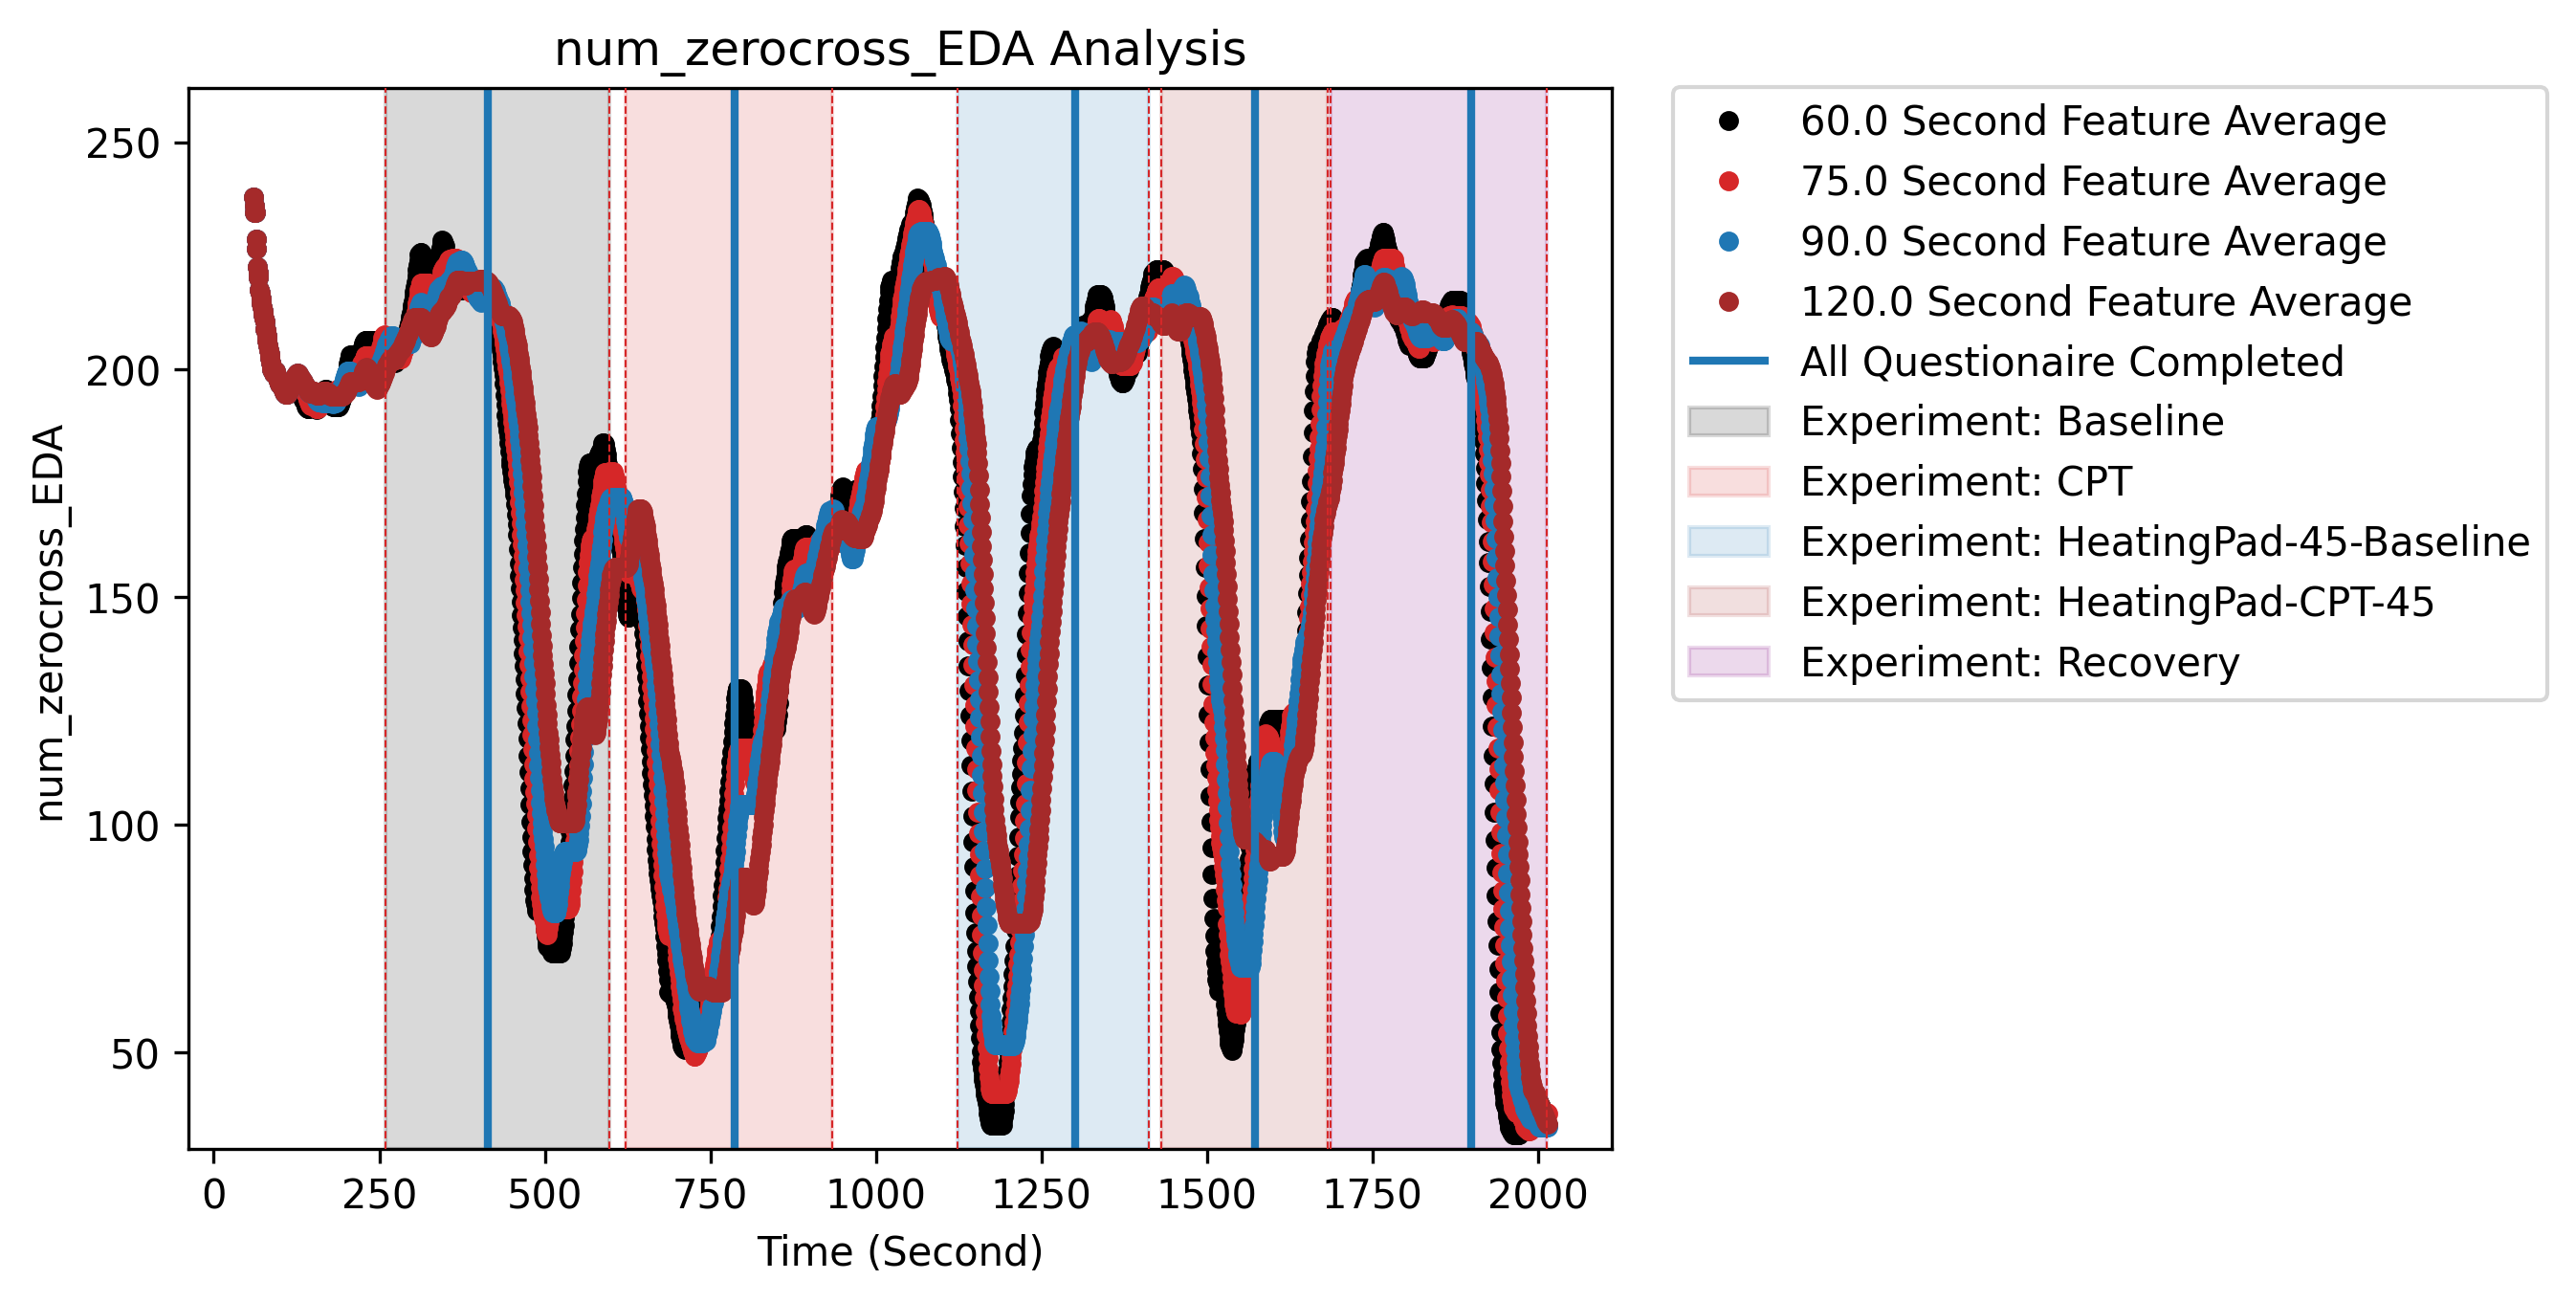 num_zerocross_EDA Analysis
250
200
150
100
50
num_zerocross_EDA
0 250 500 750 1000 1250 1500 1750 2000
Time (Second)
60.0 Second Feature Average
75.0 Second Feature Average
90.0 Second Feature Average
120.0 Second Feature Average
All Questionaire Completed
Experiment: Baseline
Experiment: CPT
Experiment: HeatingPad-45-Baseline
Experiment: HeatingPad-CPT-45
Experiment: Recovery